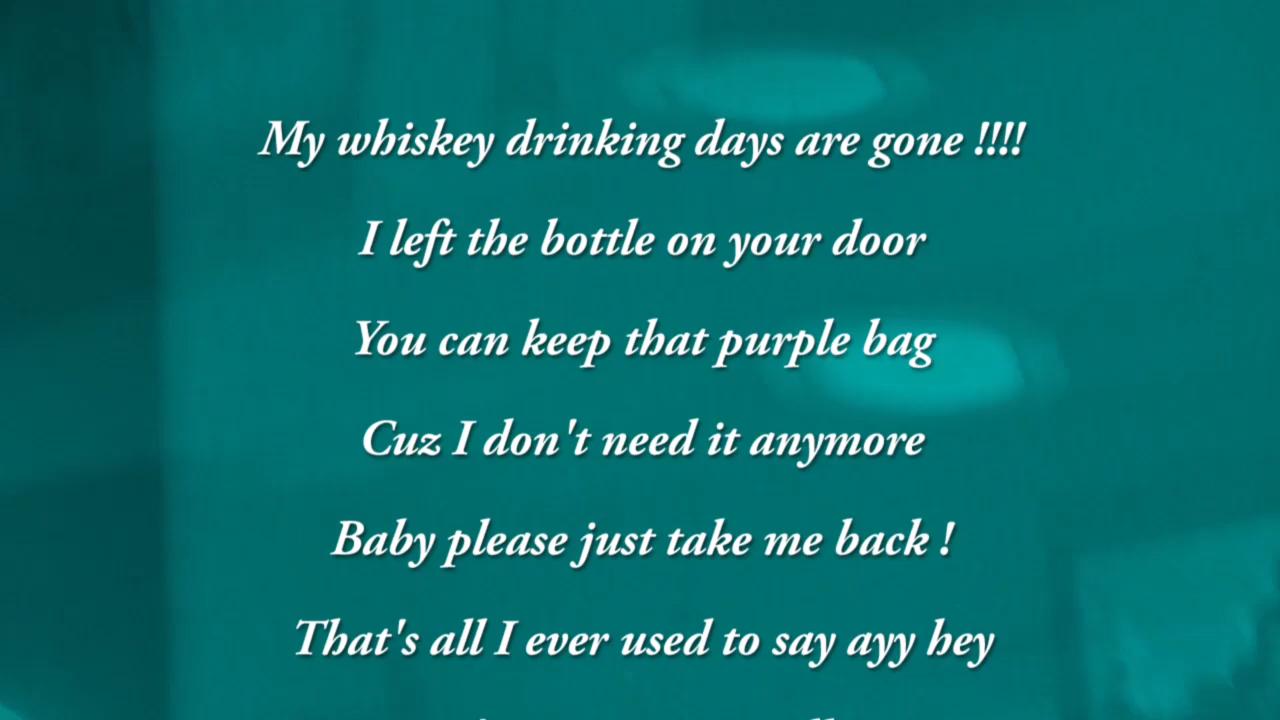 My whiskey drinking days are gone !!!!
I left the bottle on your door
You can keep that purple bag
Cuz I don't need it anymore
Baby please just take me back !
That's all I ever used to say ayy hey